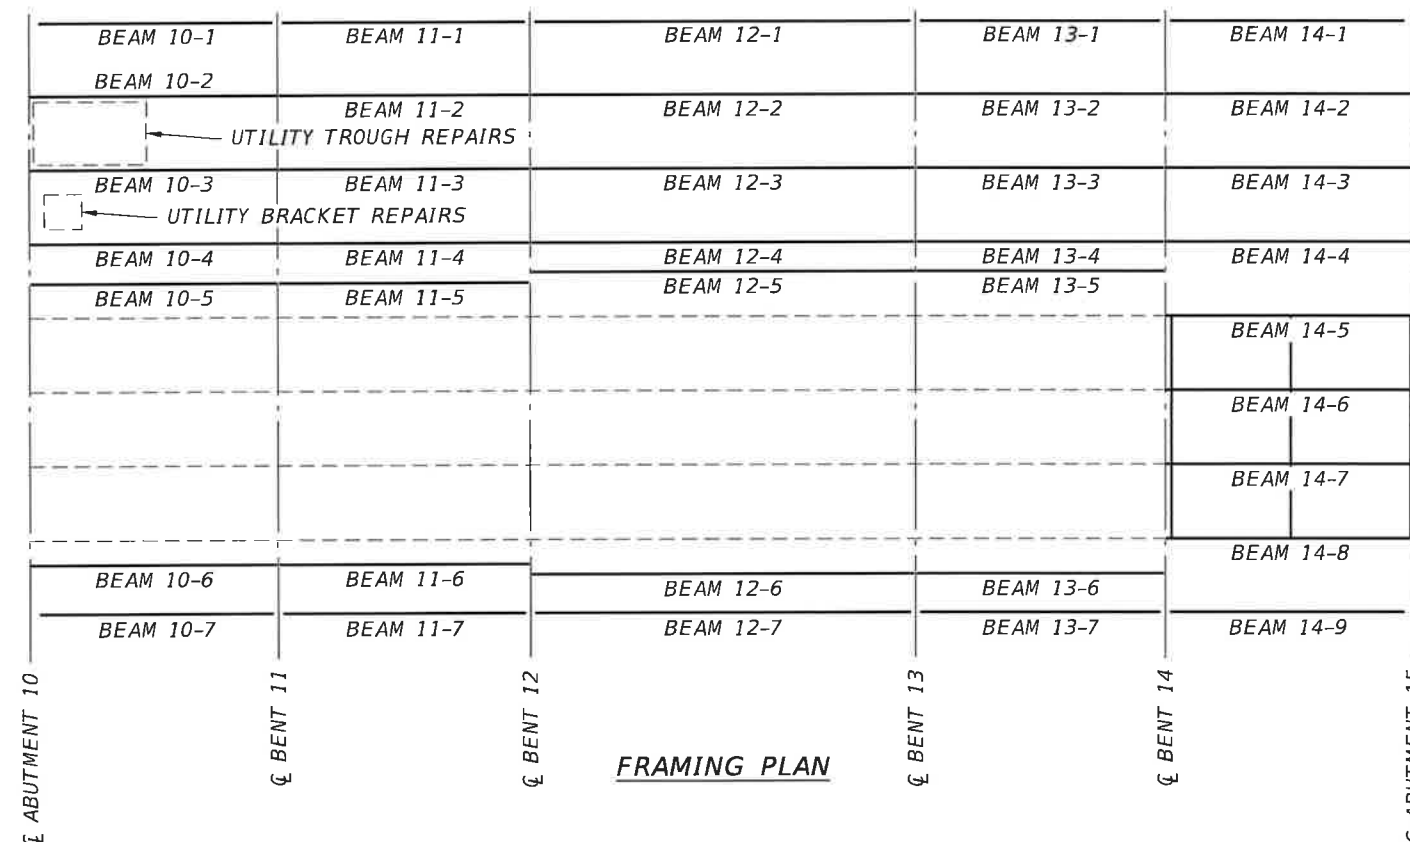 BEAM 10-1 BEAM 11-1 BEAM 12-1 BEAM 13-1 BEAM 14-1
BEAM 10-2
BEAM 11-2 BEAM 12-2 BEAM 13-2 BEAM 14-2
UTILITY TROUGH REPAIRS
BEAM 10-3 BEAM 11-3 BEAM 12-3 BEAM 13-3 BEAM 14-3
UTILITY BRACKET REPAIRS
BEAM 10-4 BEAM 11-4 BEAM 12-4 BEAM 13-4 BEAM 14-4
BEAM 10-5 BEAM 11-5 BEAM 12-5 BEAM 13-5
BEAM 14-5
BEAM 14-6
BEAM 14-7
BEAM 14-8
BEAM 10-6 BEAM 11-6 BEAM 12-6 BEAM 13-6
BEAM 10-7 BEAM 11-7 BEAM 12-7 BEAM 13-7 BEAM 14-9
℄ ABUTMENT 10
℄ BENT 11
℄ BENT 12
℄ BENT 13
℄ BENT 14
FRAMING PLAN